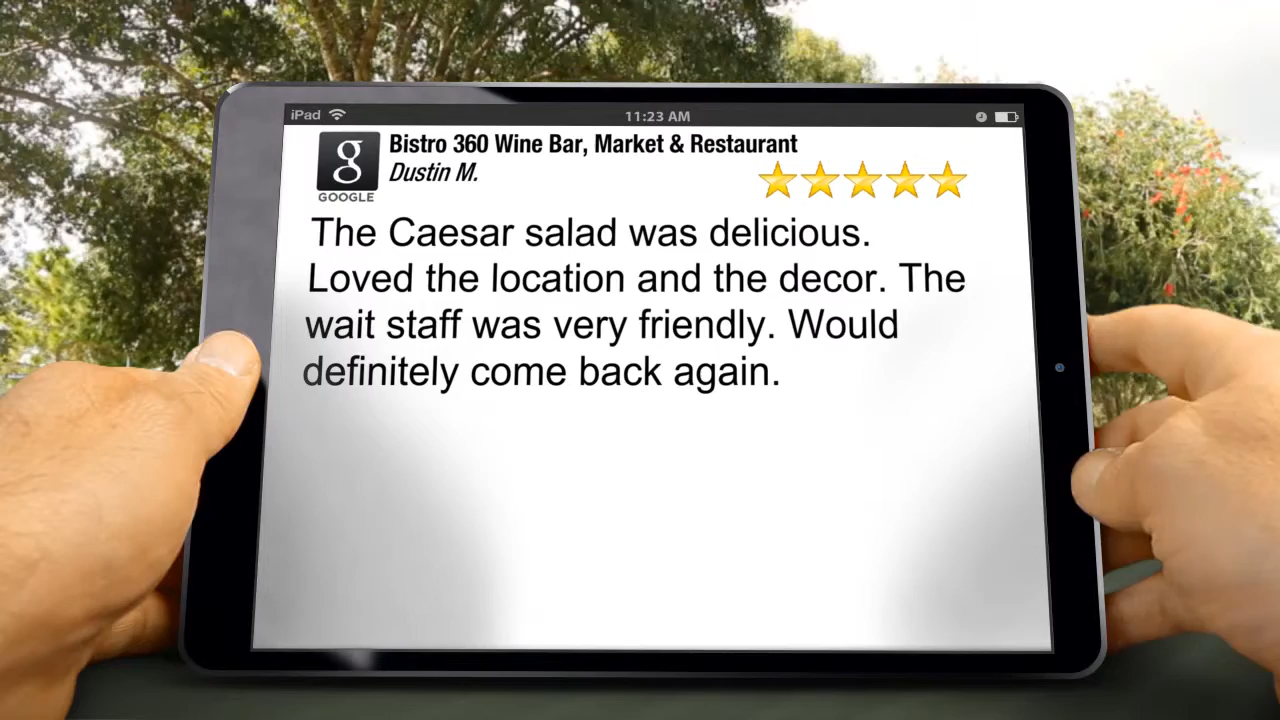 iPad
11:23 AM
g
GOOGLE
Bistro 360 Wine Bar, Market & Restaurant
Dustin M.
The Caesar salad was delicious.
Loved the location and the decor. The
wait staff was very friendly. Would
definitely come back again.